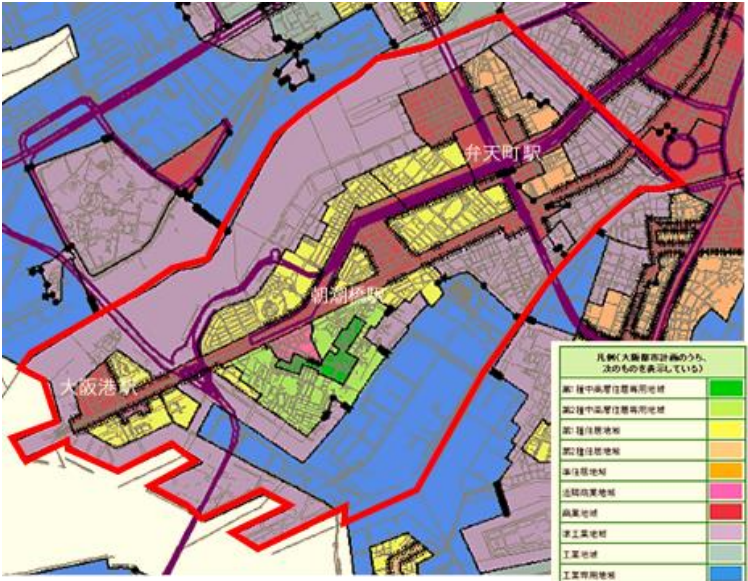 弁天町駅
朝潮橋駅
大阪港駅
凡例(大阪都市計画のうち、
次のものを表示している)
第1種中高層住居専用地域
第2種中高層住居専用地域
第1種住居地域
第2種住居地域
準住居地域
近隣商業地域
商業地域
準工業地域
工業地域
工業専用地域